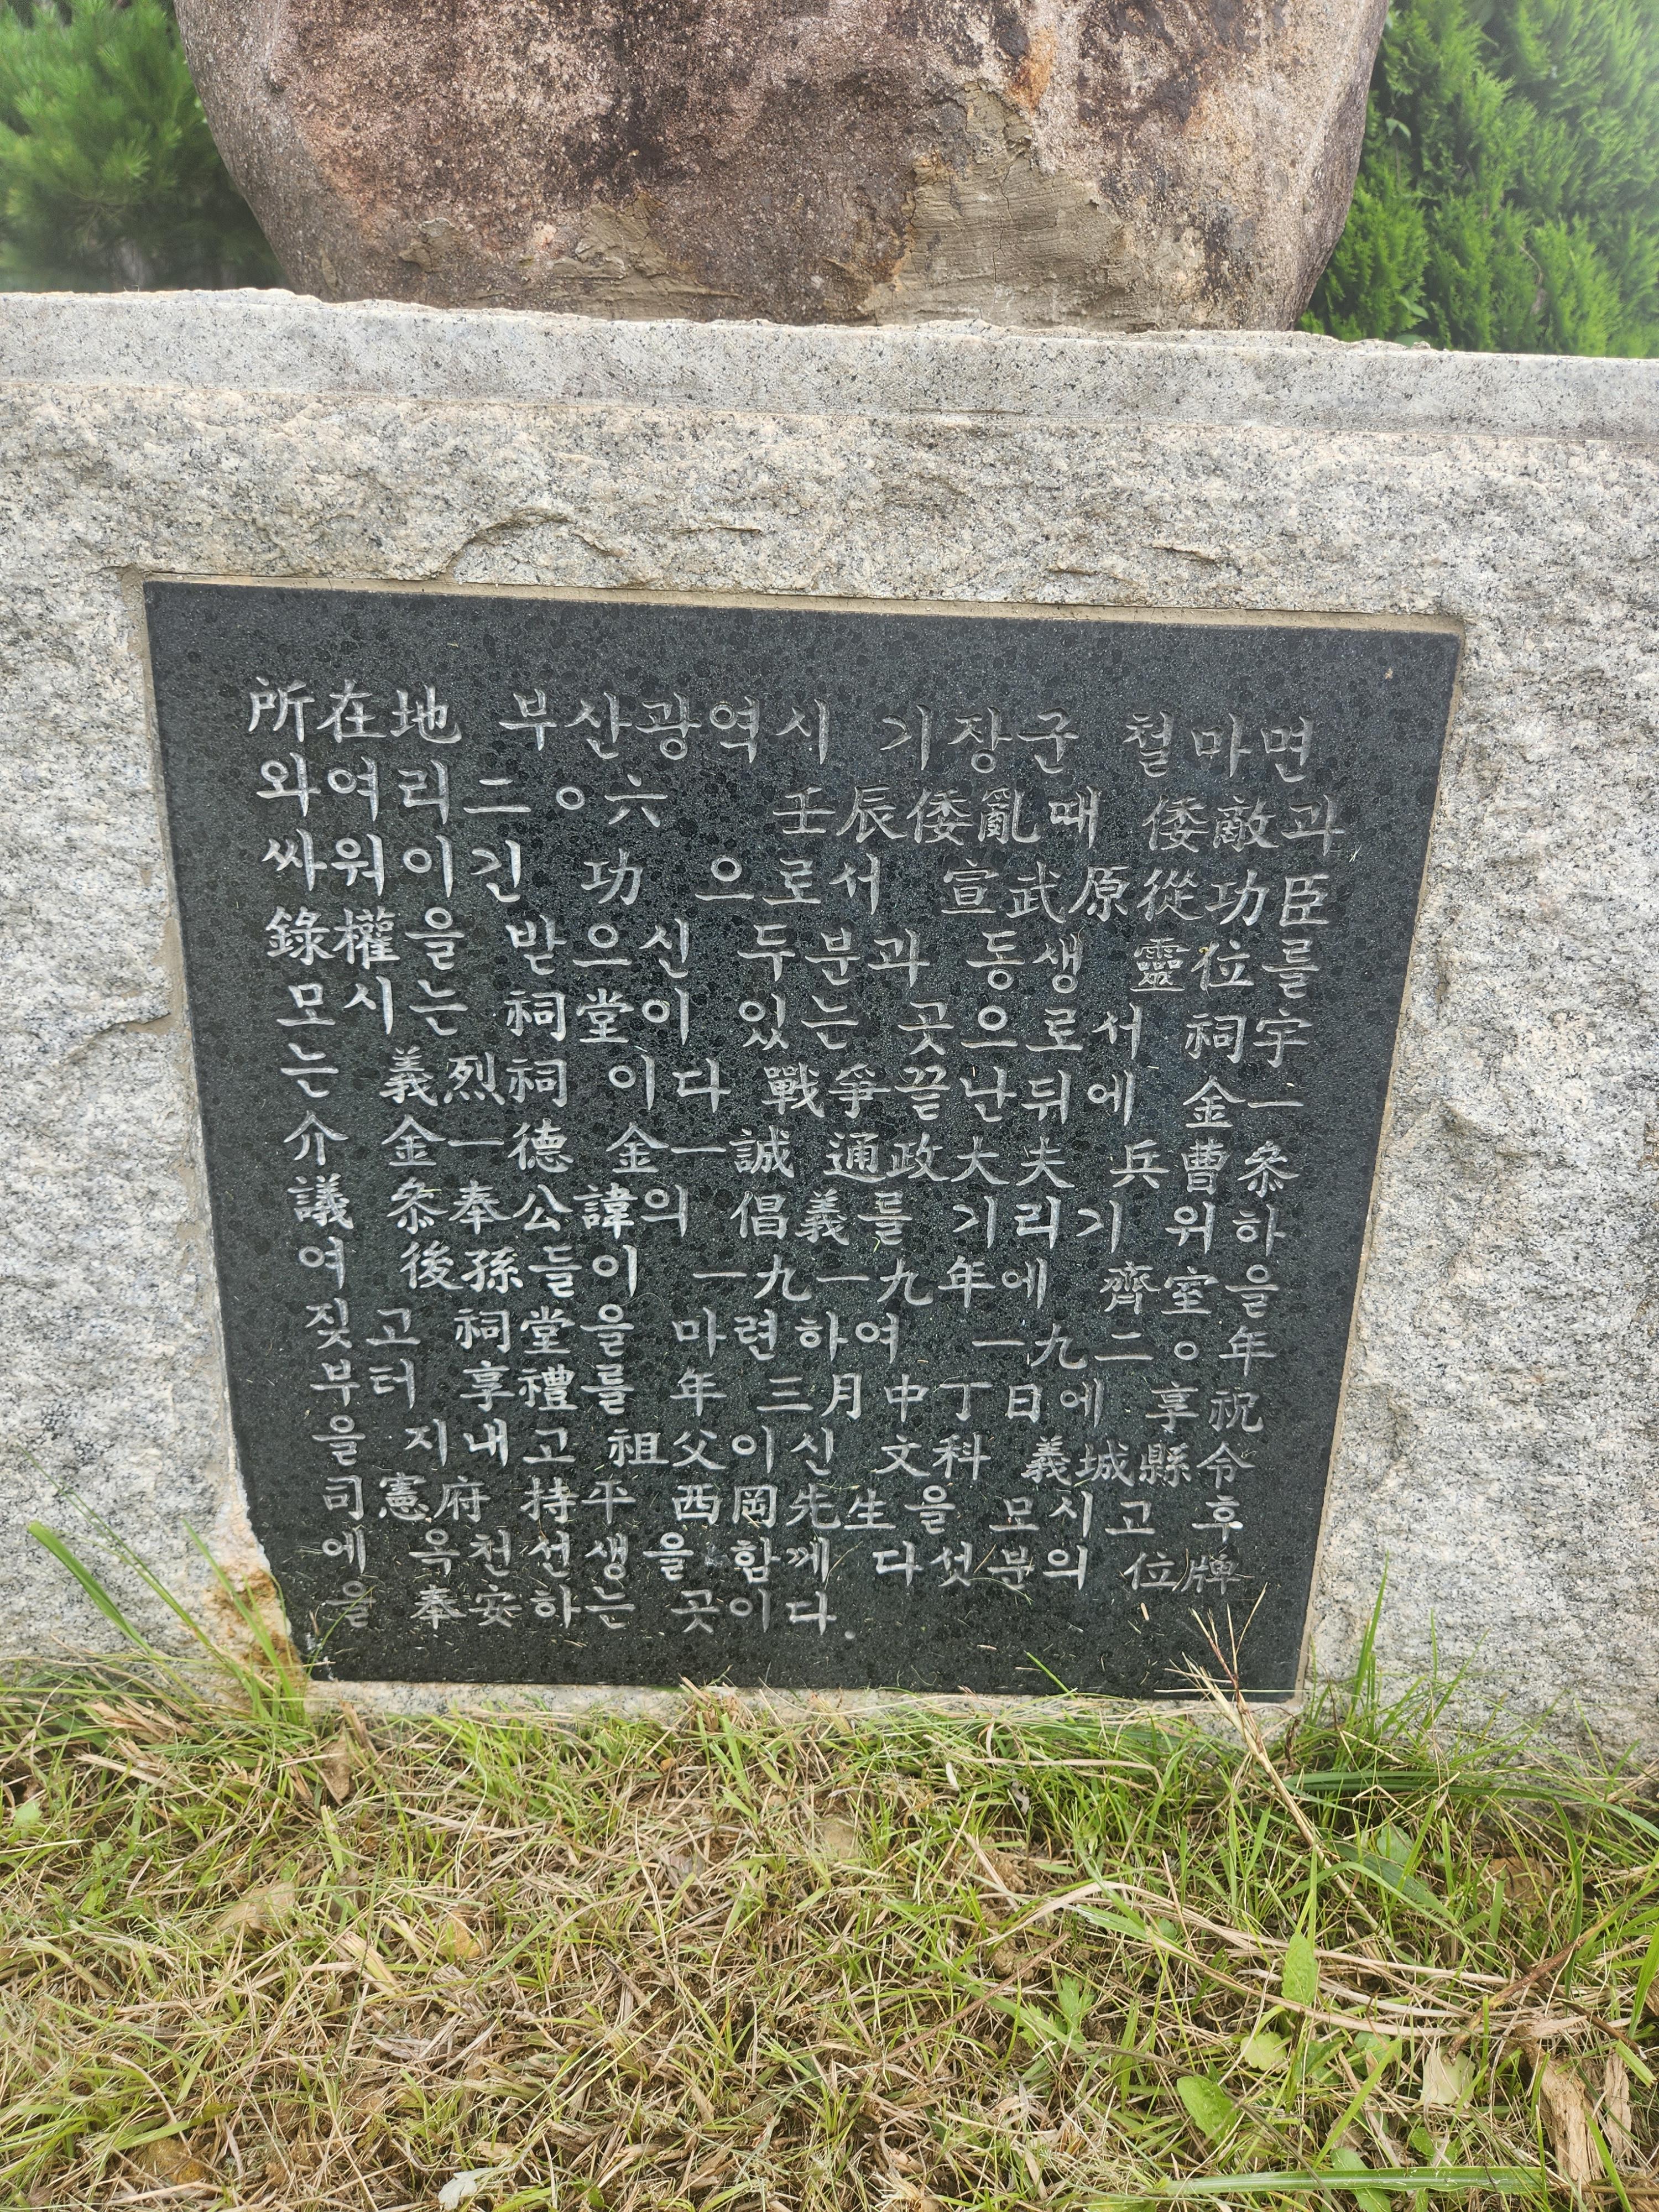 所在地 부산광역시 기장군 철마면
와여리二○六 壬辰倭亂때 倭敵과
싸워이긴 功 으로서 宣武原從功臣
錄權을 받으신 두분과 동생 靈位를
모시는 祠堂이 있는 곳으로서 祠宇
는 義烈祠 이다 戰爭끝난뒤에 金一
介 金一德 金一誠 通政大夫 兵曹叅
議 叅奉公諱의 倡義를 기리기 위하
여 後孫들이 一九一九年에 齊室을
짖고 祠堂을 마련하여 一九二○年
부터 享禮를 年 三月中丁日에 享祝
을 지내고 祖父이신 文科 義城縣令
司憲府 持平 西岡先生을 모시고 후
에 옥천선생을 함께 다섯분의 位牌
을 奉安하는 곳이다.